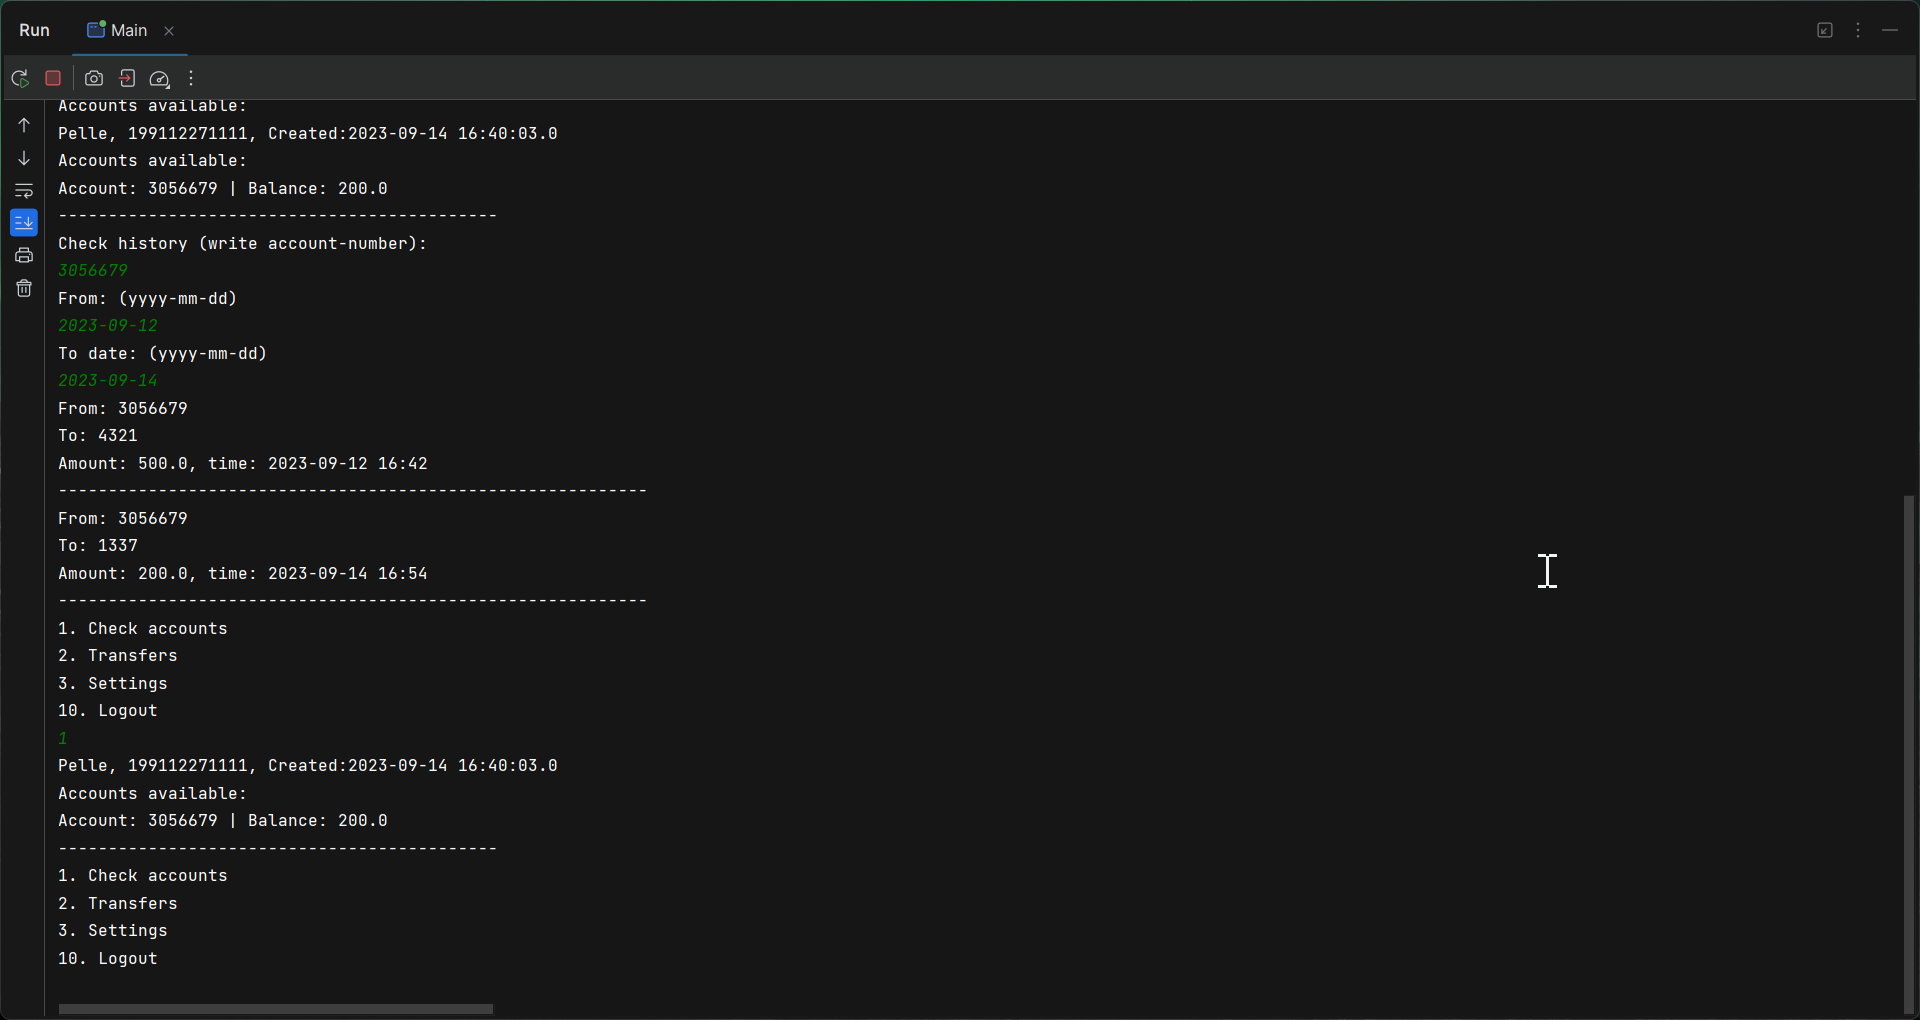 Run Main
Accounts available:
Pelle, 199112271111, Created:2023-09-14 16:40:03.0
Accounts available:
Account: 3056679 | Balance: 200.0
--------------------------------------------
Check history (write account-number):
3056679
From: (yyyy-mm-dd)
2023-09-12
To date: (yyyy-mm-dd)
2023-09-14
From: 3056679
To: 4321
Amount: 500.0, time: 2023-09-12 16:42
-----------------------------------------------------------
From: 3056679
To: 1337
Amount: 200.0, time: 2023-09-14 16:54
-----------------------------------------------------------
1. Check accounts
2. Transfers
3. Settings
10. Logout
1
Pelle, 199112271111, Created:2023-09-14 16:40:03.0
Accounts available:
Account: 3056679 | Balance: 200.0
--------------------------------------------
1. Check accounts
2. Transfers
3. Settings
10. Logout